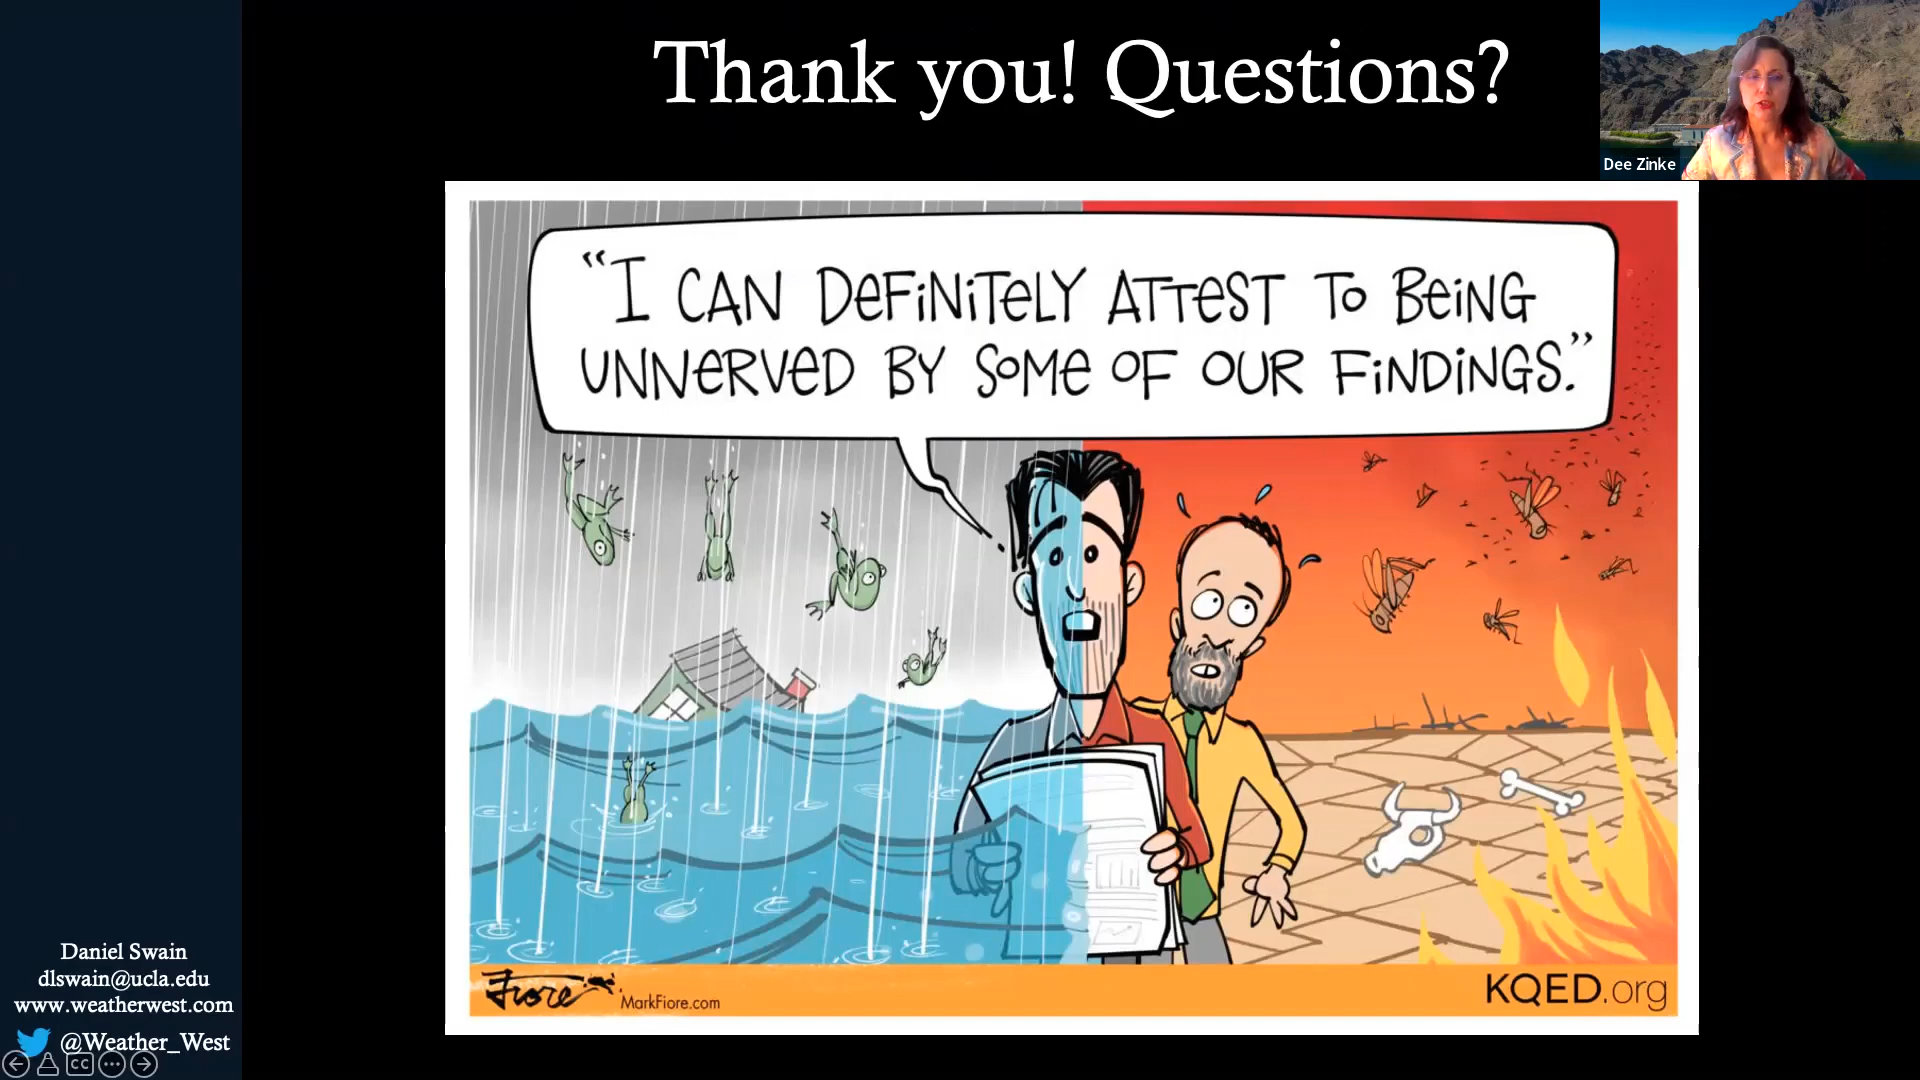 Thank you! Questions?
Dee Zinke
“I CAN DEFINITELY ATTEST TO BEING
UNNERVED BY SOME OF OUR FINDINGS.”
Daniel Swain
dlswain@ucla.edu
www.weatherwest.com
@Weather_West
CC
Fiore
MarkFiore.com
KQED.org